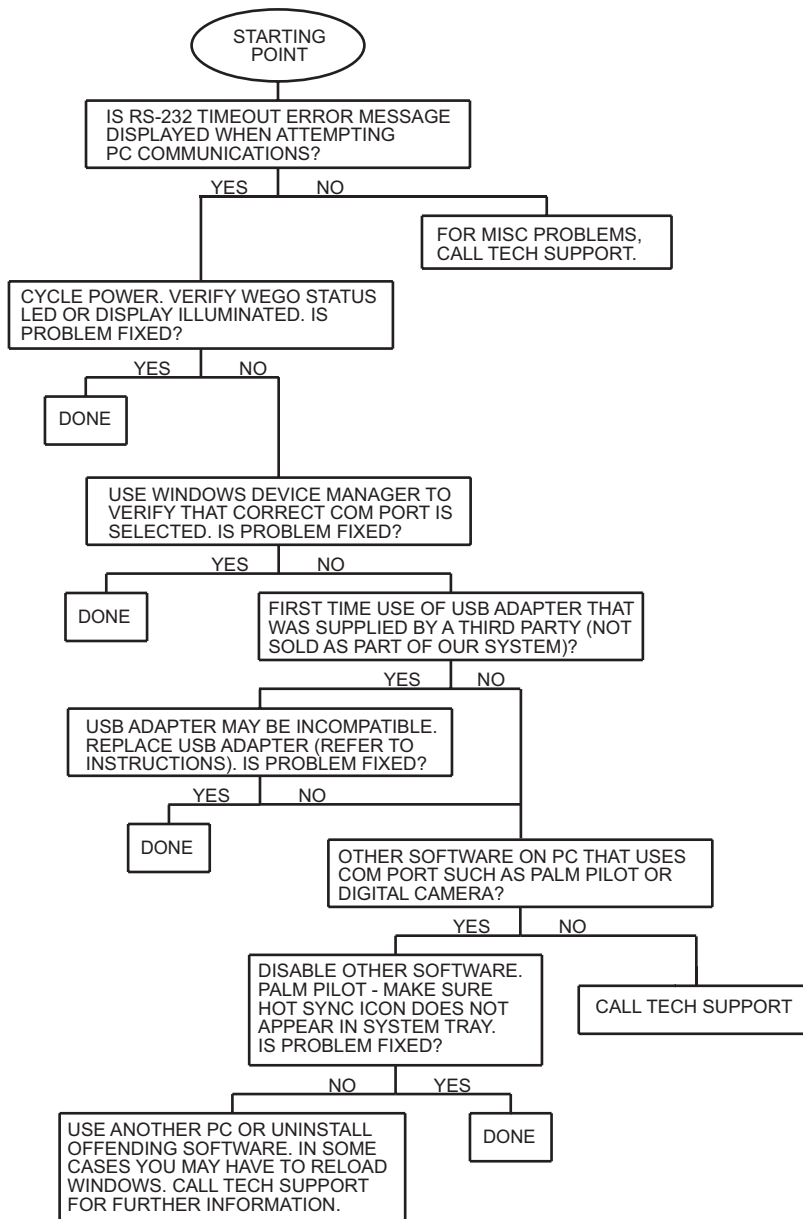 STARTING
POINT
IS RS-232 TIMEOUT ERROR MESSAGE
DISPLAYED WHEN ATTEMPTING
PC COMMUNICATIONS?
YES NO
FOR MISC PROBLEMS,
CALL TECH SUPPORT.
CYCLE POWER. VERIFY WEGO STATUS
LED OR DISPLAY ILLUMINATED. IS
PROBLEM FIXED?
YES NO
DONE
USE WINDOWS DEVICE MANAGER TO
VERIFY THAT CORRECT COM PORT IS
SELECTED. IS PROBLEM FIXED?
YES NO
DONE
FIRST TIME USE OF USB ADAPTER THAT
WAS SUPPLIED BY A THIRD PARTY (NOT
SOLD AS PART OF OUR SYSTEM)?
YES NO
USB ADAPTER MAY BE INCOMPATIBLE.
REPLACE USB ADAPTER (REFER TO
INSTRUCTIONS). IS PROBLEM FIXED?
YES NO
DONE
OTHER SOFTWARE ON PC THAT USES
COM PORT SUCH AS PALM PILOT OR
DIGITAL CAMERA?
YES NO
DISABLE OTHER SOFTWARE.
PALM PILOT - MAKE SURE
HOT SYNC ICON DOES NOT
APPEAR IN SYSTEM TRAY.
IS PROBLEM FIXED?
CALL TECH SUPPORT
NO YES
USE ANOTHER PC OR UNINSTALL
OFFENDING SOFTWARE. IN SOME
CASES YOU MAY HAVE TO RELOAD
WINDOWS. CALL TECH SUPPORT
FOR FURTHER INFORMATION.
DONE